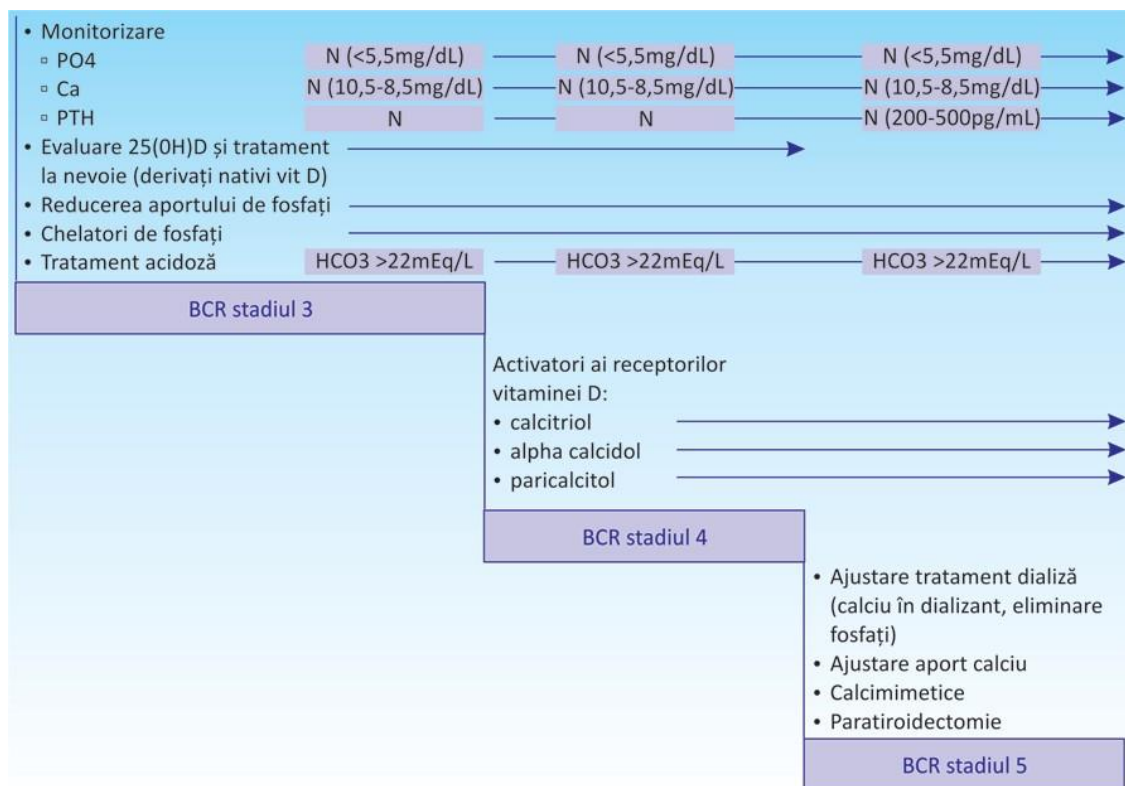 • Monitorizare
▫ PO4 N (<5,5mg/dL) N (<5,5mg/dL) N (<5,5mg/dL)
▫ Ca N (10,5-8,5mg/dL) N (10,5-8,5mg/dL) N (10,5-8,5mg/dL)
▫ PTH N N N (200-500pg/mL)
• Evaluare 25(0H)D și tratament
la nevoie (derivați nativi vit D)
• Reducerea aportului de fosfați
• Chelatori de fosfați
• Tratament acidoză HCO3 >22mEq/L HCO3 >22mEq/L HCO3 >22mEq/L
BCR stadiul 3
Activatori ai receptorilor
vitaminei D:
• calcitriol
• alpha calcidol
• paricalcitol
BCR stadiul 4
• Ajustare tratament dializă
(calciu în dializant, eliminare
fosfați)
• Ajustare aport calciu
• Calcimimetice
• Paratiroidectomie
BCR stadiul 5